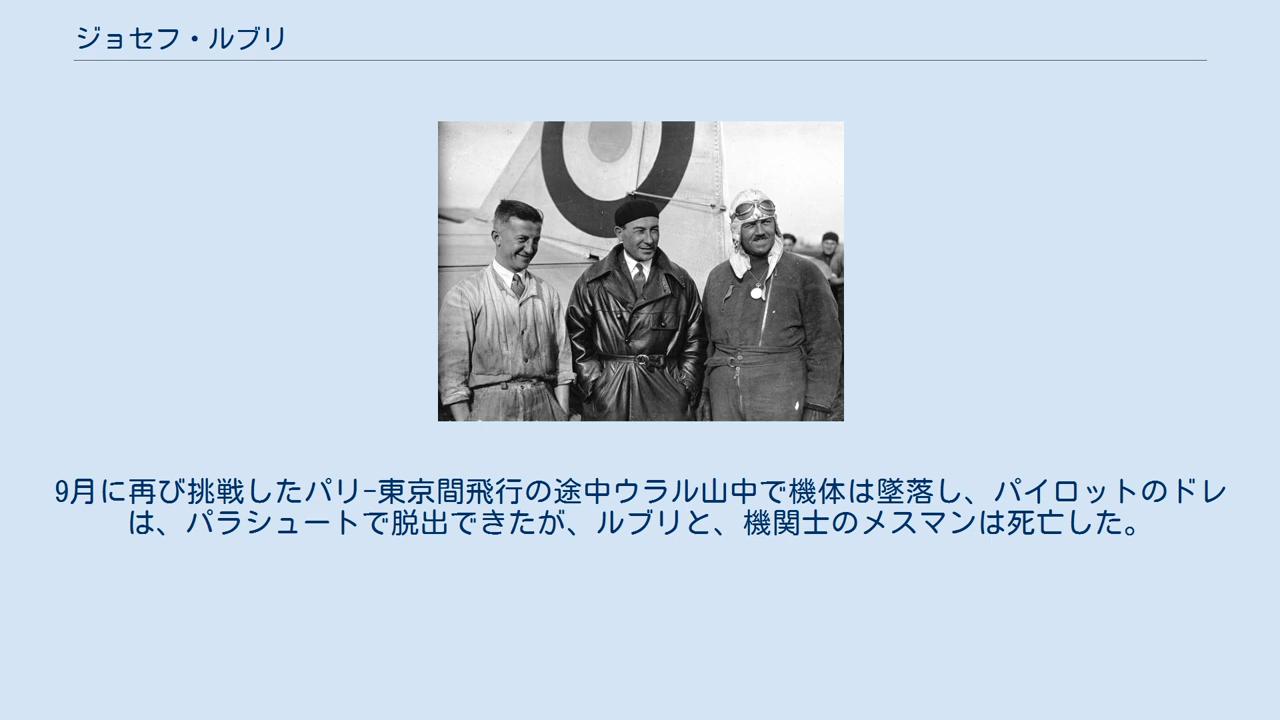 ジョセフ・ルブリ
9月に再び挑戦したパリ-東京間飛行の途中ウラル山中で機体は墜落し、パイロットのドレ
は、パラシュートで脱出できたが、ルブリと、機関士のメスマンは死亡した。